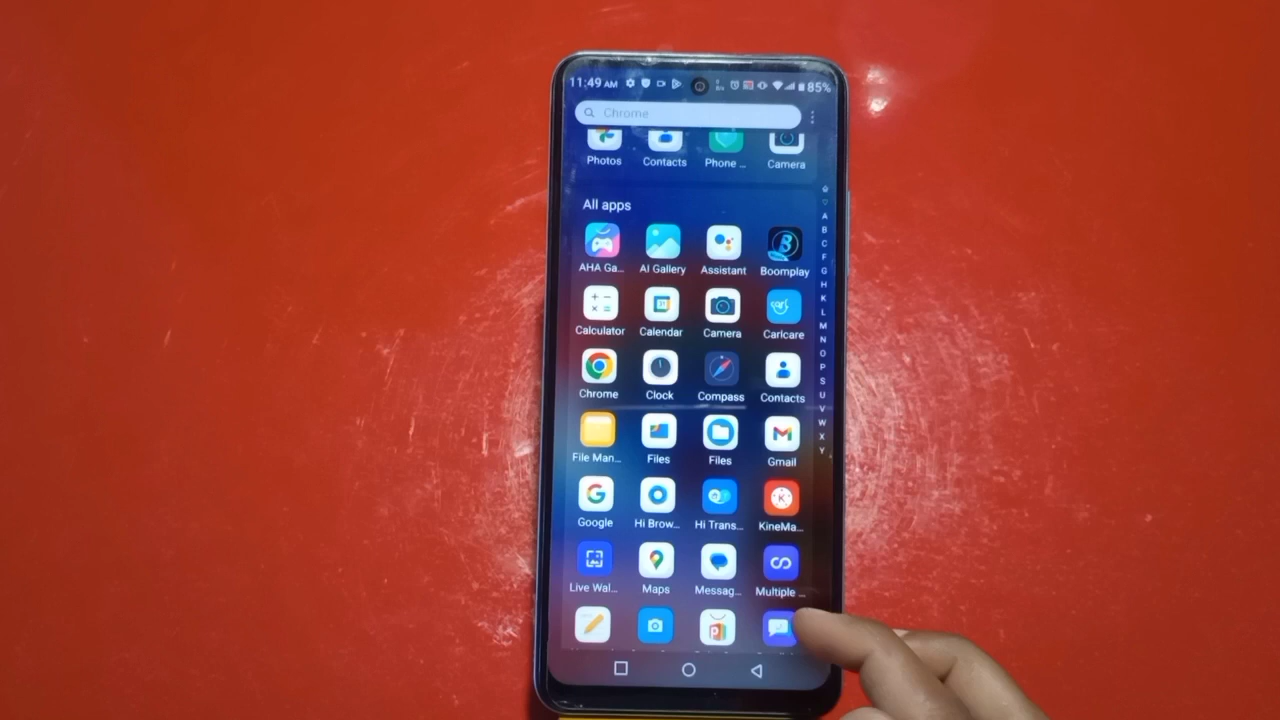 11:49 AM 85%
Chrome
Photos Contacts Phone ... Camera
All apps
AHA Ga... AI Gallery Assistant Boomplay
Calculator Calendar Camera Carlcare
Chrome Clock Compass Contacts
File Man... Files Files Gmail
Google Hi Brow... Hi Trans... KineMa...
Live Wal... Maps Messag... Multiple ...
A
B
C
F
G
H
K
L
M
N
O
P
S
U
V
W
X
Y